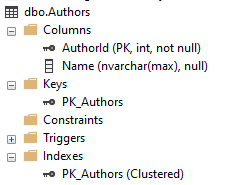 dbo.Authors
Columns
AuthorId (PK, int, not null)
Name (nvarchar(max), null)
Keys
PK_Authors
Constraints
Triggers
Indexes
PK_Authors (Clustered)